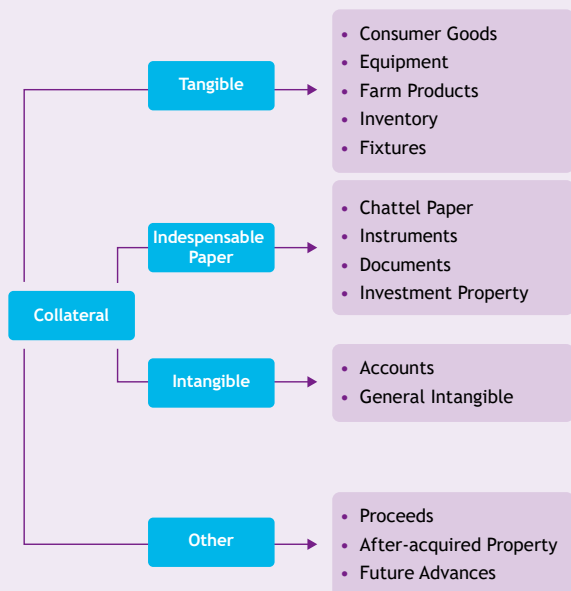 Collateral
Tangible
• Consumer Goods
• Equipment
• Farm Products
• Inventory
• Fixtures
Indespensable
Paper
• Chattel Paper
• Instruments
• Documents
• Investment Property
Intangible
• Accounts
• General Intangible
Other
• Proceeds
• After-acquired Property
• Future Advances